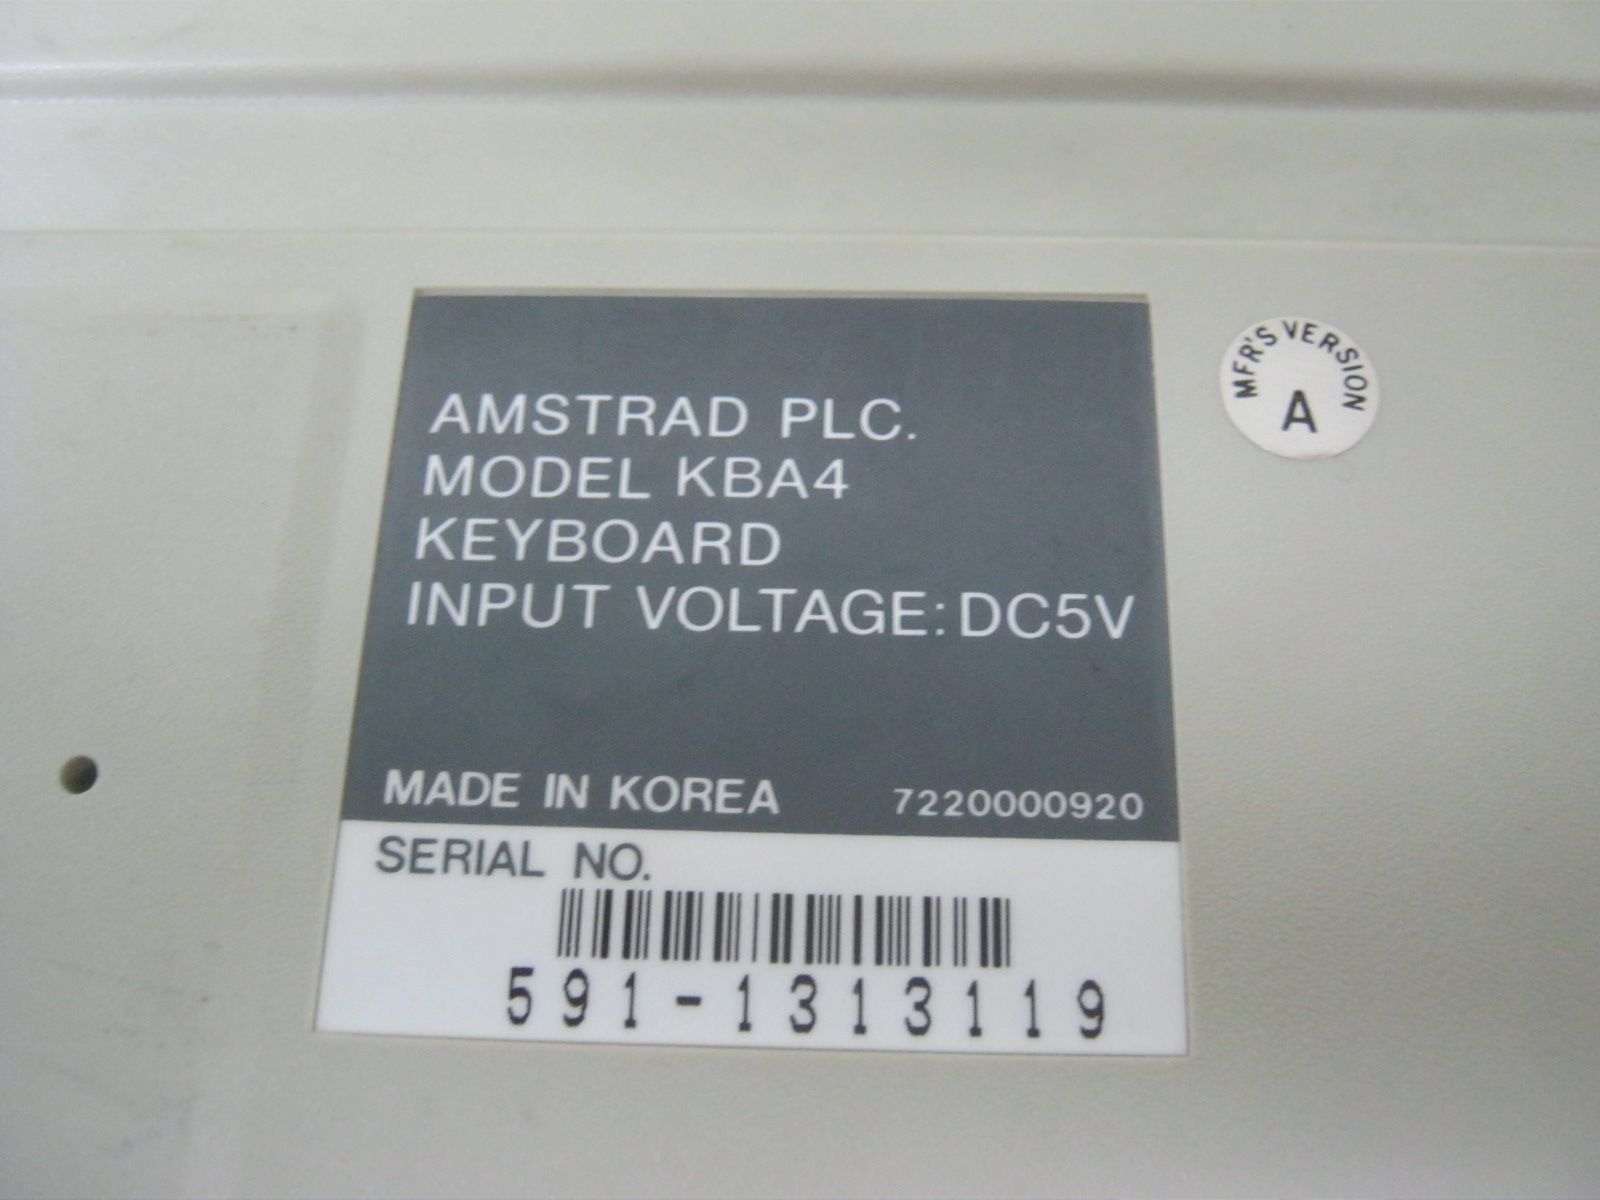 AMSTRAD PLC.
MODEL KBA4
KEYBOARD
INPUT VOLTAGE: DC5V
MADE IN KOREA 7220000920
SERIAL NO.
591-1313119
MFR'S VERSION
A